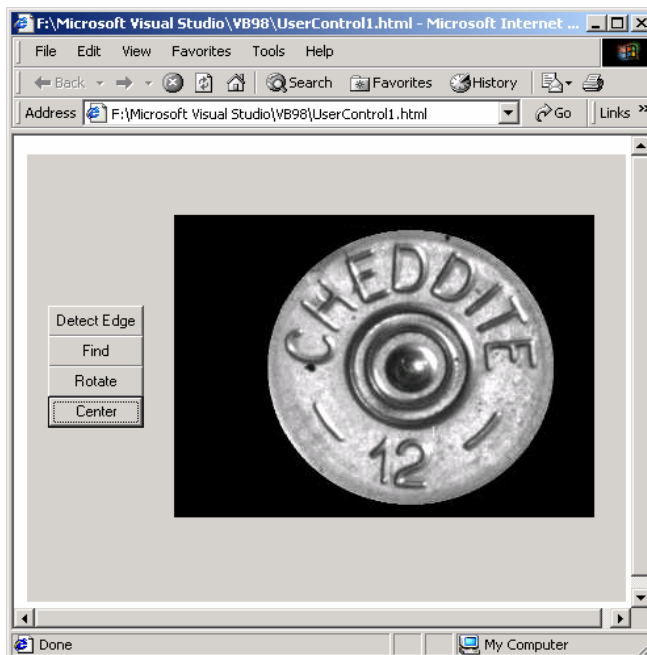 F:\Microsoft Visual Studio\VB98\UserControl1.html - Microsoft Internet ...
File Edit View Favorites Tools Help
Back Search Favorites History
Address F:\Microsoft Visual Studio\VB98\UserControl1.html Go Links »
CHEDDITE
Detect Edge
Find
Rotate
Center
12
Done My Computer